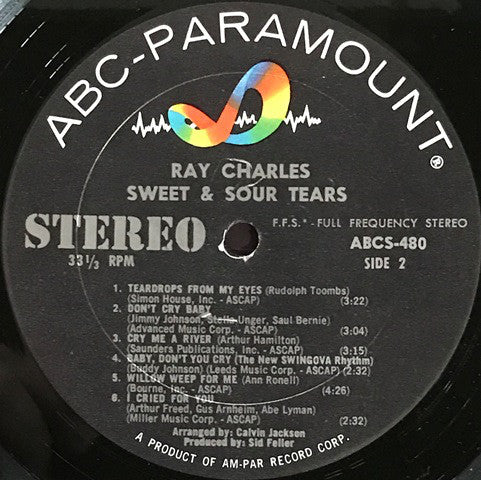 ABC-PARAMOUNT®
RAY CHARLES
SWEET & SOUR TEARS
STEREO
33 1/3 RPM
F.F.S.* - FULL FREQUENCY STEREO
ABCS-480
SIDE 2
1. TEARDROPS FROM MY EYES (Rudolph Toombs)
(Simon House, Inc. - ASCAP) (3:22)
2. DON'T CRY BABY
(Jimmy Johnson, Stella Unger, Saul Bernie)
(Advanced Music Corp. - ASCAP) (3:04)
3. CRY ME A RIVER (Arthur Hamilton)
(Saunders Publications, Inc. - ASCAP) (3:15)
4. BABY, DON'T YOU CRY (The New SWINGOVA Rhythm)
(Buddy Johnson) (Leeds Music Corp. - ASCAP) (2:32)
5. WILLOW WEEP FOR ME (Ann Ronell)
(Bourne, Inc. - ASCAP) (4:26)
6. I CRIED FOR YOU
(Arthur Freed, Gus Arnheim, Abe Lyman)
(Miller Music Corp. - ASCAP) (2:32)
Arranged by: Calvin Jackson
Produced by: Sid Feller
A PRODUCT OF AM-PAR RECORD CORP.